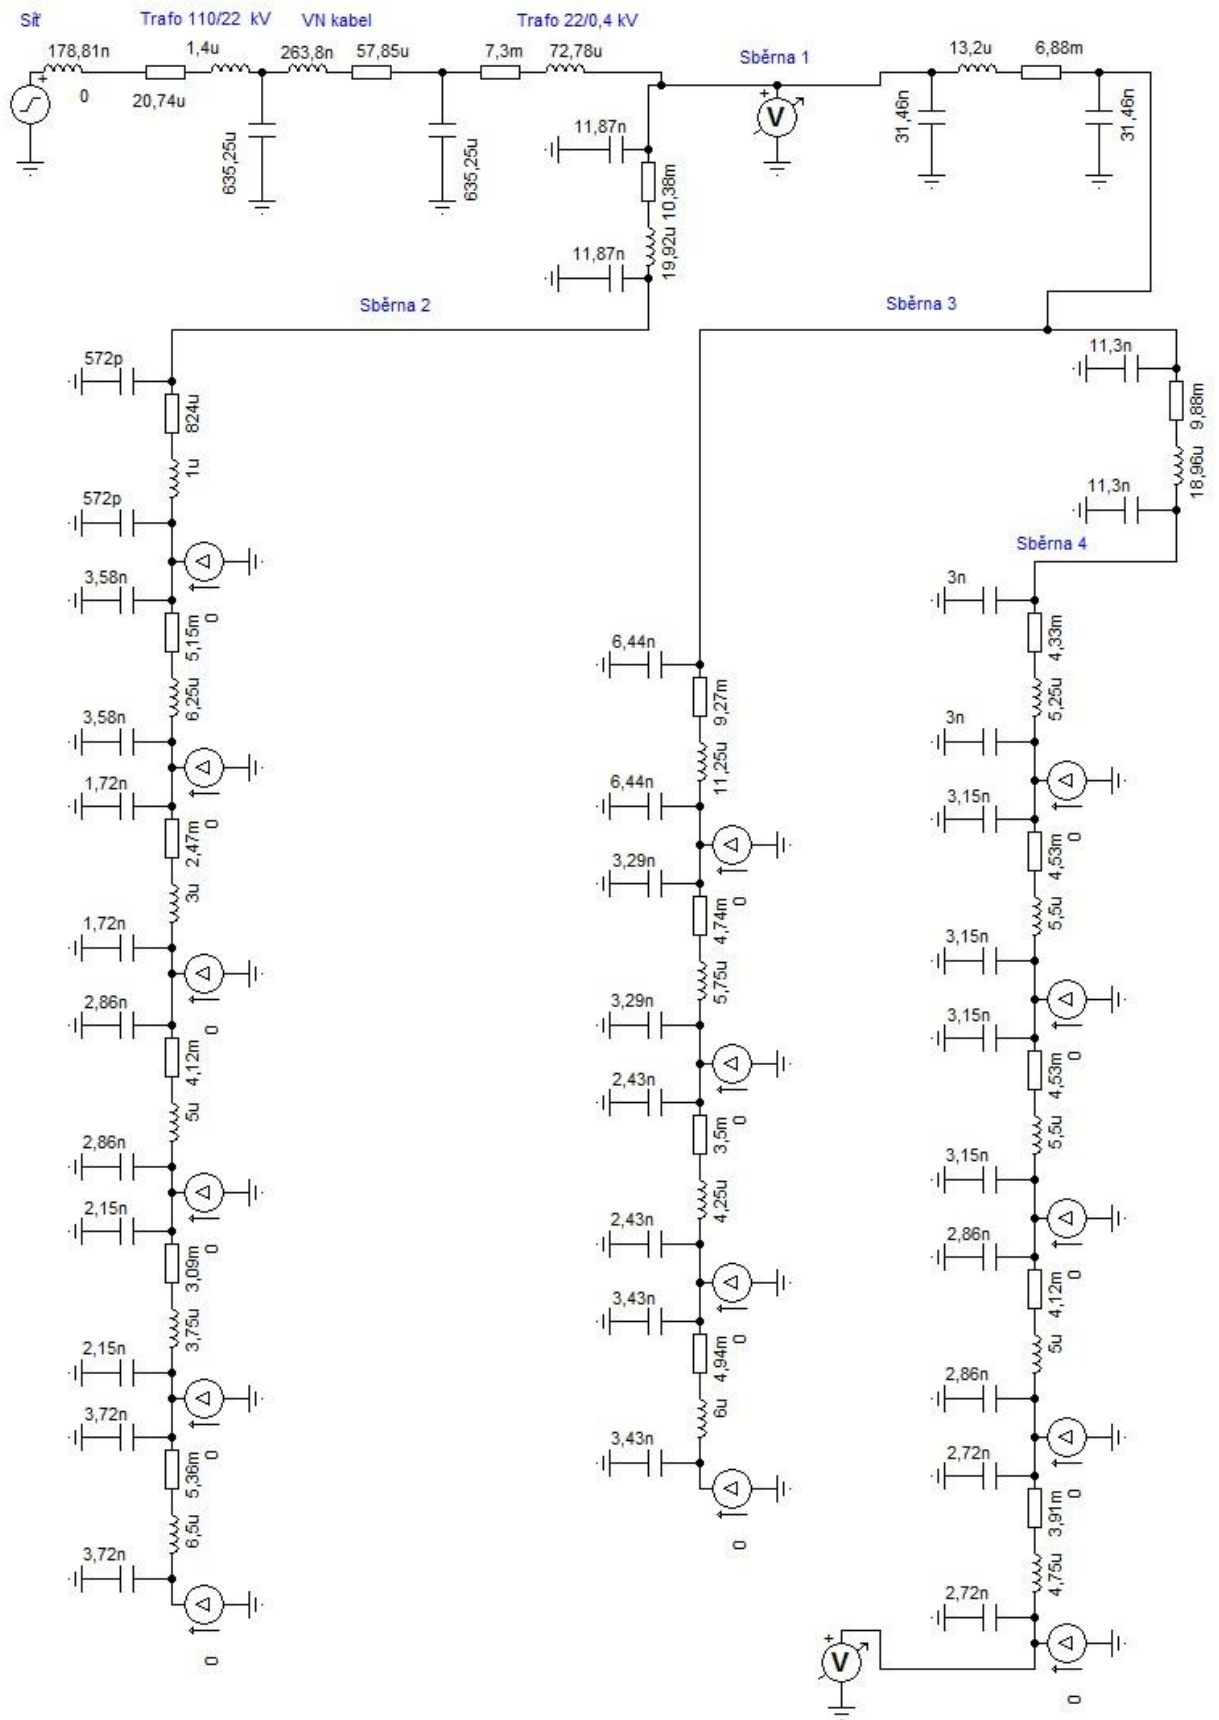 Síť
Trafo 110/22 kV
VN kabel
Trafo 22/0,4 kV
Sběrna 1
178,81n
0
20,74u
1,4u
635,25u
263,8n
57,85u
635,25u
7,3m
72,78u
+
V
31,46n
13,2u
6,88m
31,46n
11,87n
10,38m
19,92u
11,87n
Sběrna 2
572p
824u
1u
572p
0
3,58n
5,15m
6,25u
3,58n
0
1,72n
2,47m
3u
1,72n
0
2,86n
4,12m
5u
2,86n
0
2,15n
3,09m
3,75u
2,15n
0
3,72n
5,36m
6,5u
3,72n
0
Sběrna 3
6,44n
9,27m
11,25u
6,44n
0
3,29n
4,74m
5,75u
3,29n
0
2,43n
3,5m
4,25u
2,43n
0
3,43n
4,94m
6u
3,43n
0
11,3n
9,88m
18,96u
11,3n
Sběrna 4
3n
4,33m
5,25u
3n
0
3,15n
4,53m
5,5u
3,15n
0
3,15n
4,53m
5,5u
3,15n
0
2,86n
4,12m
5u
2,86n
0
2,72n
3,91m
4,75u
2,72n
0
+
V